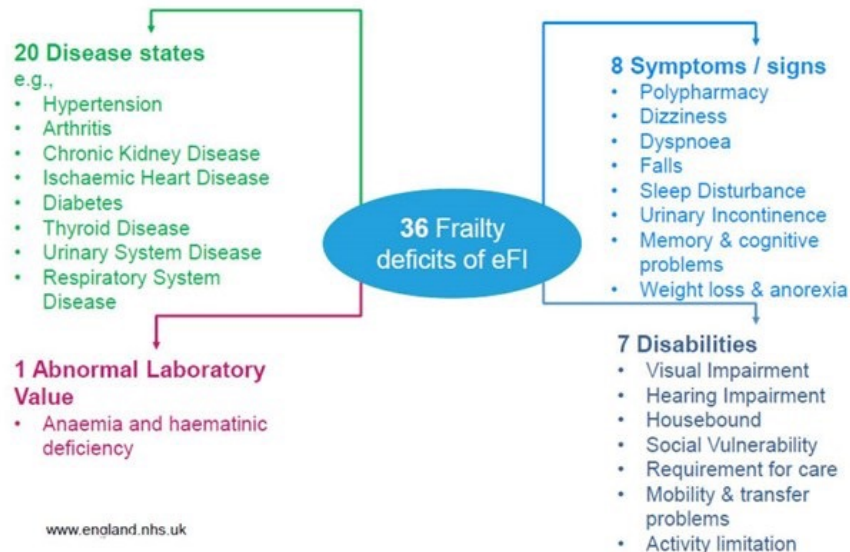 20 Disease states
e.g.,
• Hypertension
• Arthritis
• Chronic Kidney Disease
• Ischaemic Heart Disease
• Diabetes
• Thyroid Disease
• Urinary System Disease
• Respiratory System
Disease
1 Abnormal Laboratory
Value
• Anaemia and haematinic
deficiency
36 Frailty
deficits of eFI
8 Symptoms / signs
• Polypharmacy
• Dizziness
• Dyspnoea
• Falls
• Sleep Disturbance
• Urinary Incontinence
• Memory & cognitive
problems
• Weight loss & anorexia
7 Disabilities
• Visual Impairment
• Hearing Impairment
• Housebound
• Social Vulnerability
• Requirement for care
• Mobility & transfer
problems
• Activity limitation
www.england.nhs.uk